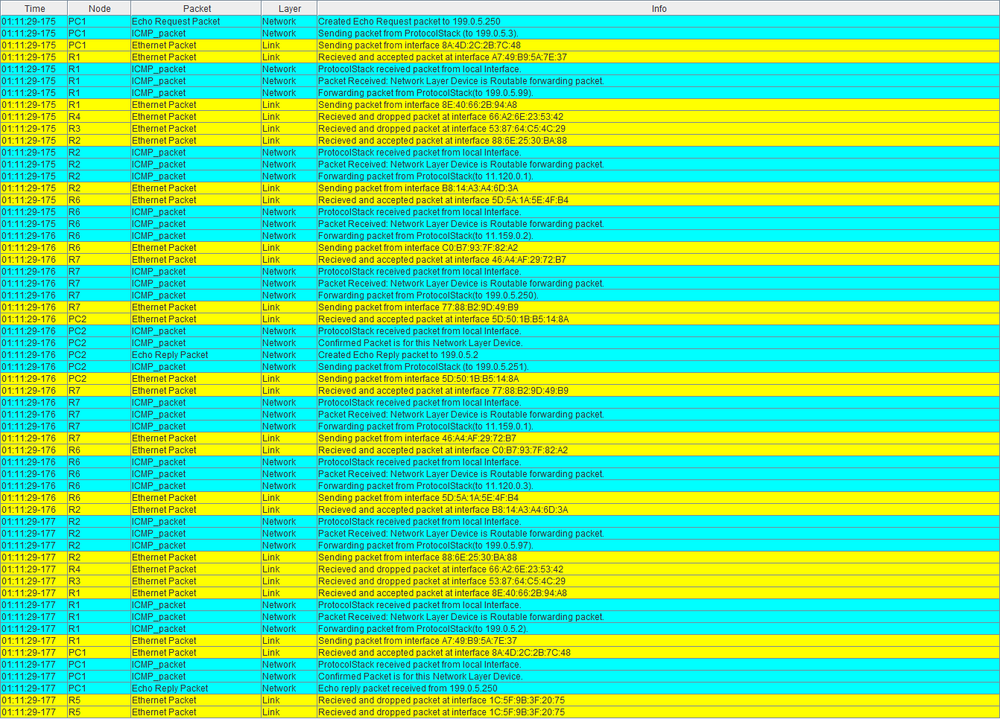 Time Node Packet Layer Info
01:11:29-175 PC1 Echo Request Packet Network Created Echo Request packet to 199.0.5.250
01:11:29-175 PC1 ICMP_packet Network Sending packet from ProtocolStack (to 199.0.5.3).
01:11:29-175 PC1 Ethernet Packet Link Sending packet from interface 8A:4D:2C:2B:7C:48
01:11:29-175 R1 Ethernet Packet Link Recieved and accepted packet at interface A7:49:B9:5A:7E:37
01:11:29-175 R1 ICMP_packet Network ProtocolStack received packet from local Interface.
01:11:29-175 R1 ICMP_packet Network Packet Received: Network Layer Device is Routable forwarding packet.
01:11:29-175 R1 ICMP_packet Network Forwarding packet from ProtocolStack(to 199.0.5.99).
01:11:29-175 R1 Ethernet Packet Link Sending packet from interface 8E:40:66:2B:94:A8
01:11:29-175 R4 Ethernet Packet Link Recieved and dropped packet at interface 66:A2:6E:23:53:42
01:11:29-175 R3 Ethernet Packet Link Recieved and dropped packet at interface 53:87:64:C5:4C:29
01:11:29-175 R2 Ethernet Packet Link Recieved and accepted packet at interface 88:6E:25:30:BA:88
01:11:29-175 R2 ICMP_packet Network ProtocolStack received packet from local Interface.
01:11:29-175 R2 ICMP_packet Network Packet Received: Network Layer Device is Routable forwarding packet.
01:11:29-175 R2 ICMP_packet Network Forwarding packet from ProtocolStack(to 11.120.0.1).
01:11:29-175 R2 Ethernet Packet Link Sending packet from interface B8:14:A3:A4:6D:3A
01:11:29-175 R6 Ethernet Packet Link Recieved and accepted packet at interface 5D:5A:1A:5E:4F:B4
01:11:29-175 R6 ICMP_packet Network ProtocolStack received packet from local Interface.
01:11:29-175 R6 ICMP_packet Network Packet Received: Network Layer Device is Routable forwarding packet.
01:11:29-175 R6 ICMP_packet Network Forwarding packet from ProtocolStack(to 11.159.0.2).
01:11:29-176 R6 Ethernet Packet Link Sending packet from interface C0:B7:93:7F:82:A2
01:11:29-176 R7 Ethernet Packet Link Recieved and accepted packet at interface 46:A4:AF:29:72:B7
01:11:29-176 R7 ICMP_packet Network ProtocolStack received packet from local Interface.
01:11:29-176 R7 ICMP_packet Network Packet Received: Network Layer Device is Routable forwarding packet.
01:11:29-176 R7 ICMP_packet Network Forwarding packet from ProtocolStack(to 199.0.5.250).
01:11:29-176 R7 Ethernet Packet Link Sending packet from interface 77:88:B2:9D:49:B9
01:11:29-176 PC2 Ethernet Packet Link Recieved and accepted packet at interface 5D:50:1B:B5:14:8A
01:11:29-176 PC2 ICMP_packet Network ProtocolStack received packet from local Interface.
01:11:29-176 PC2 ICMP_packet Network Confirmed Packet is for this Network Layer Device.
01:11:29-176 PC2 Echo Reply Packet Network Created Echo Reply packet to 199.0.5.2
01:11:29-176 PC2 ICMP_packet Network Sending packet from ProtocolStack (to 199.0.5.251).
01:11:29-176 PC2 Ethernet Packet Link Sending packet from interface 5D:50:1B:B5:14:8A
01:11:29-176 R7 Ethernet Packet Link Recieved and accepted packet at interface 77:88:B2:9D:49:B9
01:11:29-176 R7 ICMP_packet Network ProtocolStack received packet from local Interface.
01:11:29-176 R7 ICMP_packet Network Packet Received: Network Layer Device is Routable forwarding packet.
01:11:29-176 R7 ICMP_packet Network Forwarding packet from ProtocolStack(to 11.159.0.1).
01:11:29-176 R7 Ethernet Packet Link Sending packet from interface 46:A4:AF:29:72:B7
01:11:29-176 R6 Ethernet Packet Link Recieved and accepted packet at interface C0:B7:93:7F:82:A2
01:11:29-176 R6 ICMP_packet Network ProtocolStack received packet from local Interface.
01:11:29-176 R6 ICMP_packet Network Packet Received: Network Layer Device is Routable forwarding packet.
01:11:29-176 R6 ICMP_packet Network Forwarding packet from ProtocolStack(to 11.120.0.3).
01:11:29-176 R6 Ethernet Packet Link Sending packet from interface 5D:5A:1A:5E:4F:B4
01:11:29-176 R2 Ethernet Packet Link Recieved and accepted packet at interface B8:14:A3:A4:6D:3A
01:11:29-177 R2 ICMP_packet Network ProtocolStack received packet from local Interface.
01:11:29-177 R2 ICMP_packet Network Packet Received: Network Layer Device is Routable forwarding packet.
01:11:29-177 R2 ICMP_packet Network Forwarding packet from ProtocolStack(to 199.0.5.97).
01:11:29-177 R2 Ethernet Packet Link Sending packet from interface 88:6E:25:30:BA:88
01:11:29-177 R4 Ethernet Packet Link Recieved and dropped packet at interface 66:A2:6E:23:53:42
01:11:29-177 R3 Ethernet Packet Link Recieved and dropped packet at interface 53:87:64:C5:4C:29
01:11:29-177 R1 Ethernet Packet Link Recieved and accepted packet at interface 8E:40:66:2B:94:A8
01:11:29-177 R1 ICMP_packet Network ProtocolStack received packet from local Interface.
01:11:29-177 R1 ICMP_packet Network Packet Received: Network Layer Device is Routable forwarding packet.
01:11:29-177 R1 ICMP_packet Network Forwarding packet from ProtocolStack(to 199.0.5.2).
01:11:29-177 R1 Ethernet Packet Link Sending packet from interface A7:49:B9:5A:7E:37
01:11:29-177 PC1 Ethernet Packet Link Recieved and accepted packet at interface 8A:4D:2C:2B:7C:48
01:11:29-177 PC1 ICMP_packet Network ProtocolStack received packet from local Interface.
01:11:29-177 PC1 ICMP_packet Network Confirmed Packet is for this Network Layer Device.
01:11:29-177 PC1 Echo Reply Packet Network Echo reply packet received from 199.0.5.250
01:11:29-177 R5 Ethernet Packet Link Recieved and dropped packet at interface 1C:5F:9B:3F:20:75
01:11:29-177 R5 Ethernet Packet Link Recieved and dropped packet at interface 1C:5F:9B:3F:20:75